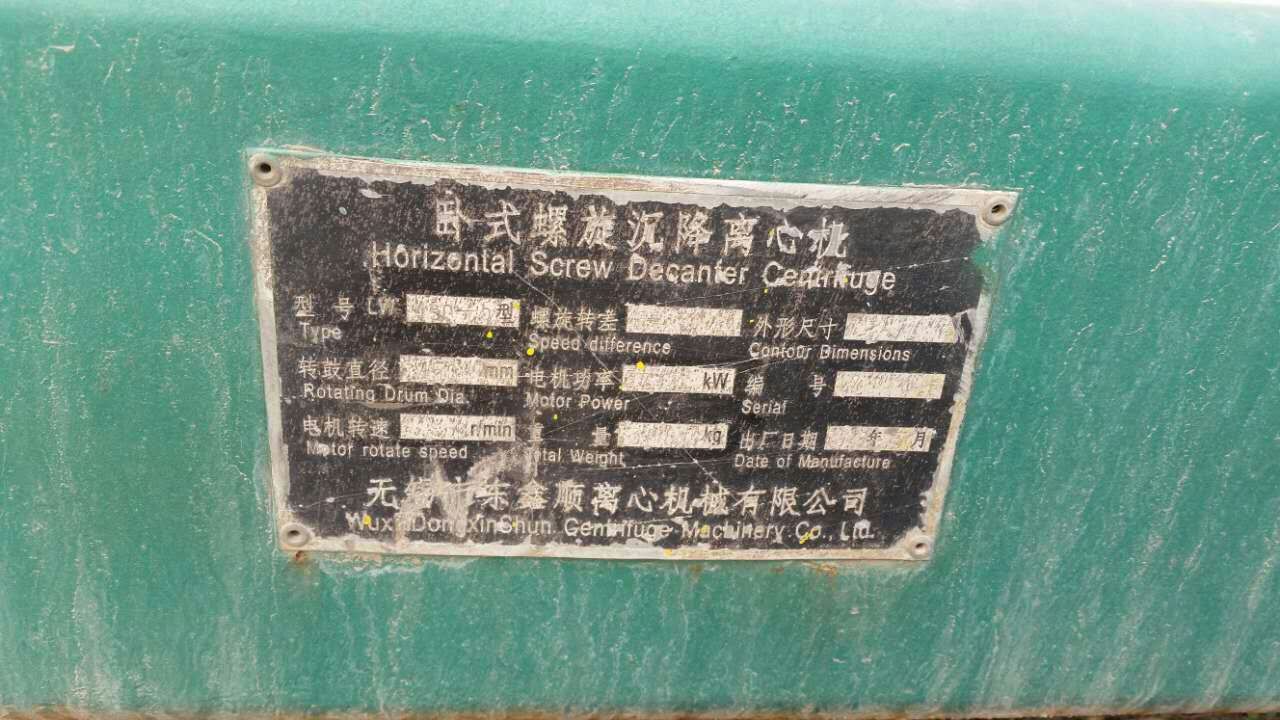 卧式螺旋沉降离心机
Horizontal Screw Decanter Centrifuge
型 号 LW 型 螺旋转差 外形尺寸
Type Speed difference Contour Dimensions
转鼓直径 mm 电机功率 kW 编 号
Rotating Drum Dia. Motor Power Serial
电机转速 r/min 重 量 kg 出厂日期 年 月
Motor rotate speed Total Weight Date of Manufacture
无锡市东鑫顺离心机械有限公司
Wuxi DongxinShun Centrifuge Machinery Co., Ltd.